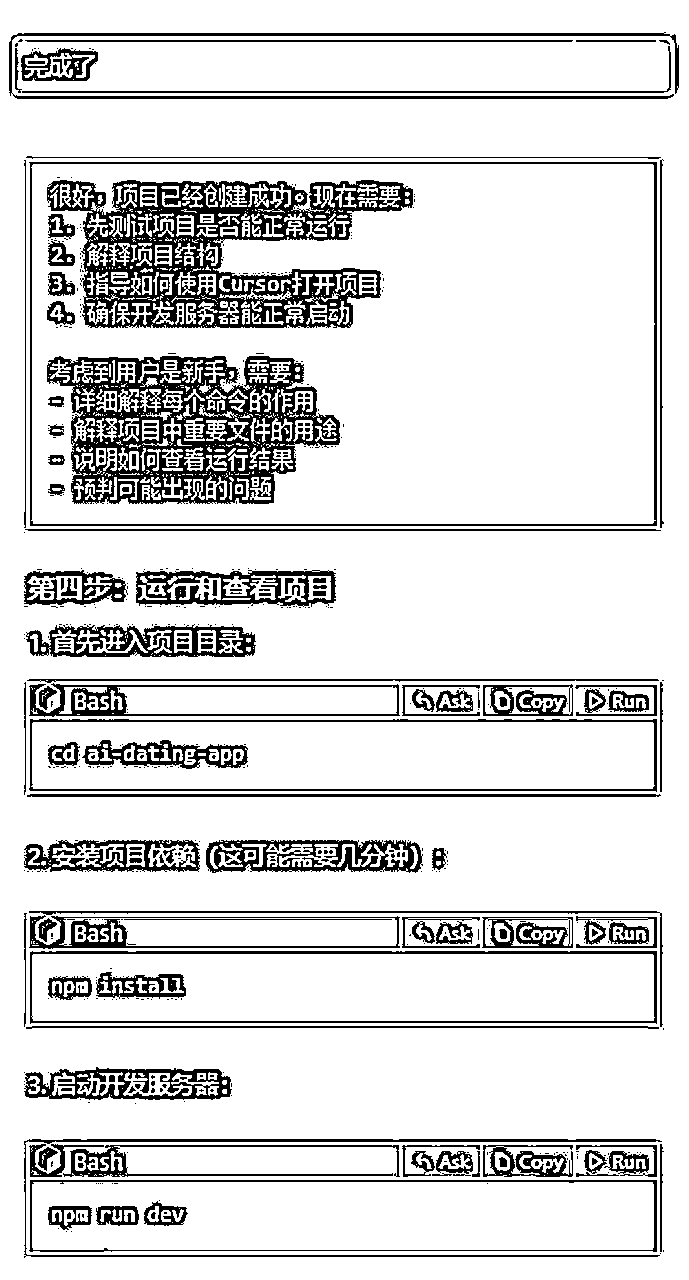 完成了
很好，项目已经创建成功。现在需要：
1. 先测试项目是否能正常运行
2. 解释项目结构
3. 指导如何使用Cursor打开项目
4. 确保开发服务器能正常启动
考虑到用户是新手，需要：
- 详细解释每个命令的作用
- 解释项目中重要文件的用途
- 说明如何查看运行结果
- 预判可能出现的问题
第四步：运行和查看项目
1. 首先进入项目目录：
Bash Ask Copy Run
cd ai-dating-app
2. 安装项目依赖（这可能需要几分钟）：
Bash Ask Copy Run
npm install
3. 启动开发服务器：
Bash Ask Copy Run
npm run dev